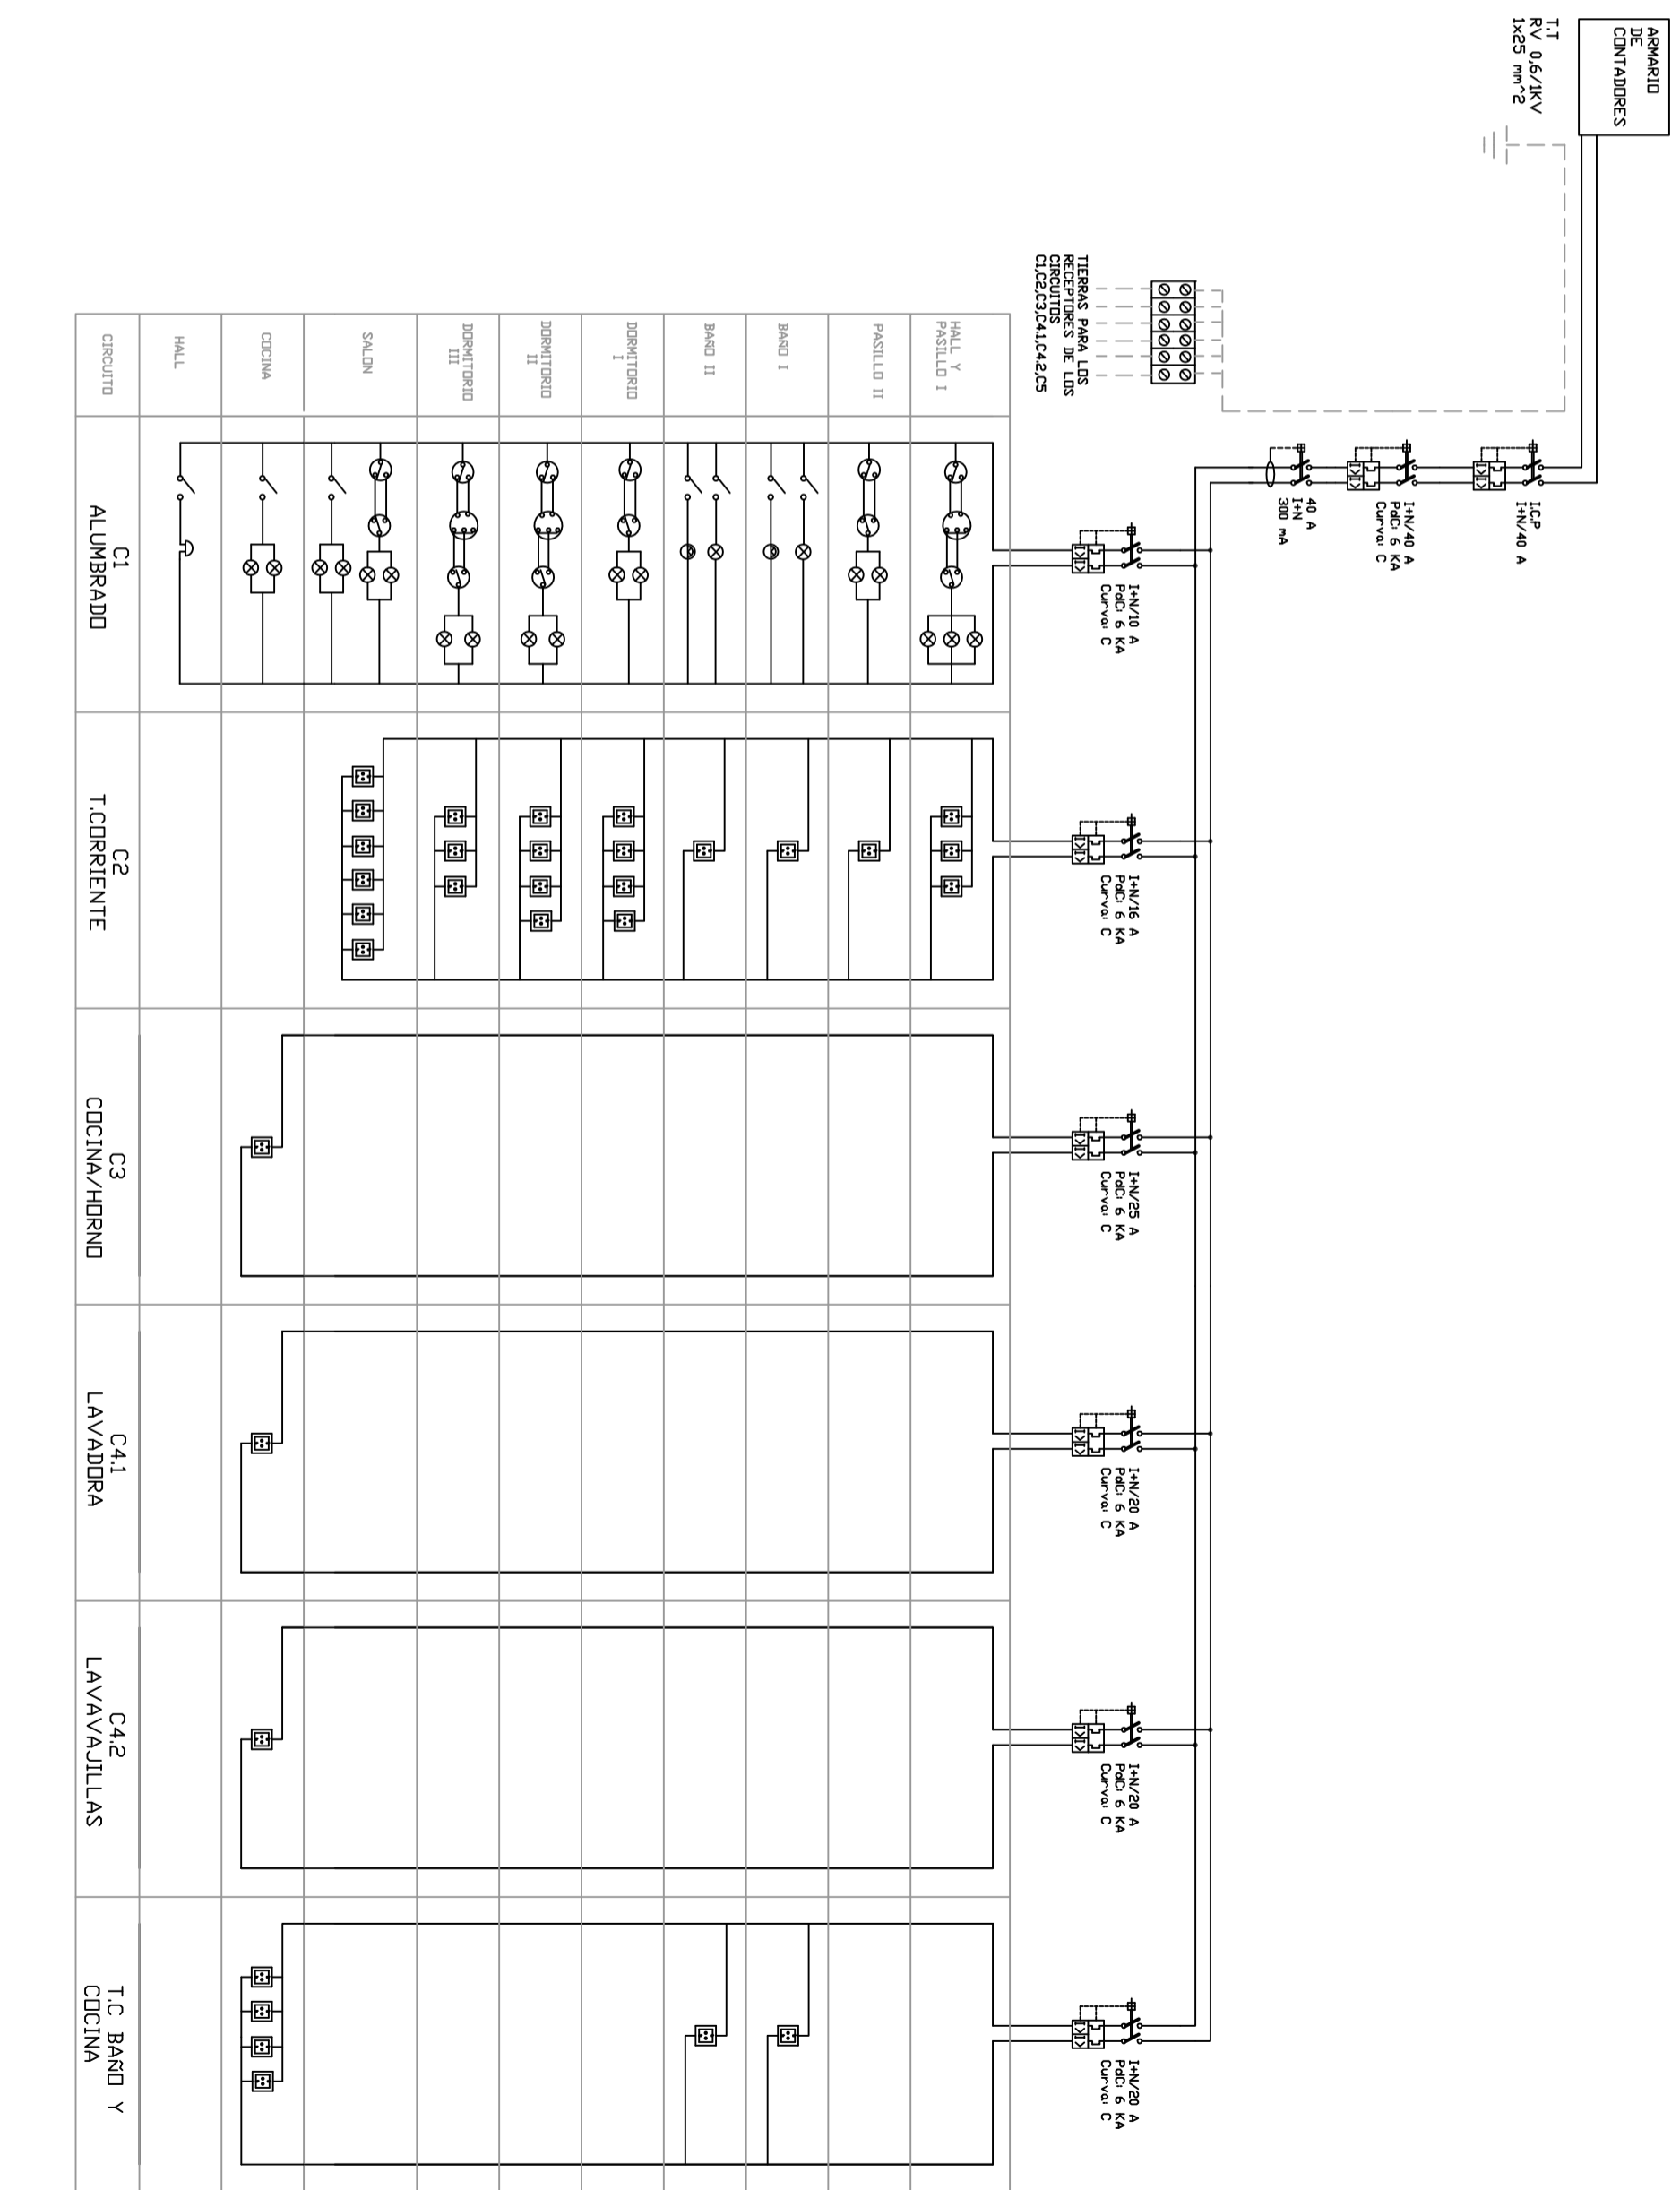 ARMARIO
DE
CONTADORES
T.T
RV 0,6/1KV
1x25 mm^2
I.C.P
I+N/40 A
I+N/40 A
PdC: 6 KA
Curva: C
40 A
I+N
300 mA
TIERRAS PARA LOS
RECEPTORES DE LOS
CIRCUITOS
C1,C2,C3,C4.1,C4.2,C5
I+N/10 A
PdC: 6 KA
Curva: C
I+N/16 A
PdC: 6 KA
Curva: C
I+N/25 A
PdC: 6 KA
Curva: C
I+N/20 A
PdC: 6 KA
Curva: C
I+N/20 A
PdC: 6 KA
Curva: C
I+N/20 A
PdC: 6 KA
Curva: C
HALL Y
PASILLO I
PASILLO II
BAÑO I
BAÑO II
DORMITORIO
I
DORMITORIO
II
DORMITORIO
III
SALON
COCINA
HALL
CIRCUITO
C1
ALUMBRADO
C2
T.CORRIENTE
C3
COCINA/HORNO
C4.1
LAVADORA
C4.2
LAVAVAJILLAS
T.C BAÑO Y
COCINA